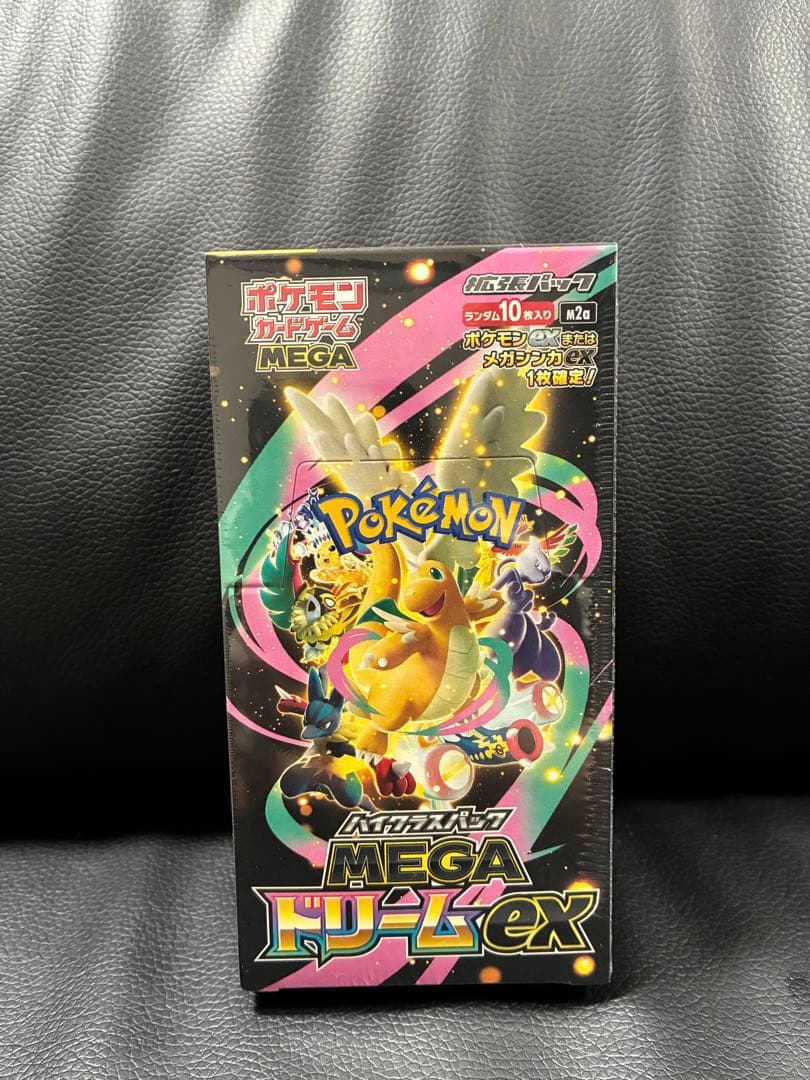 ポケモン
カードゲーム
MEGA
拡張パック
ランダム10枚入り M2a
ポケモンexまたは
メガシンカex
1枚確定!
POKéMON
TM
ハイクラスパック
MEGA
ドリームex